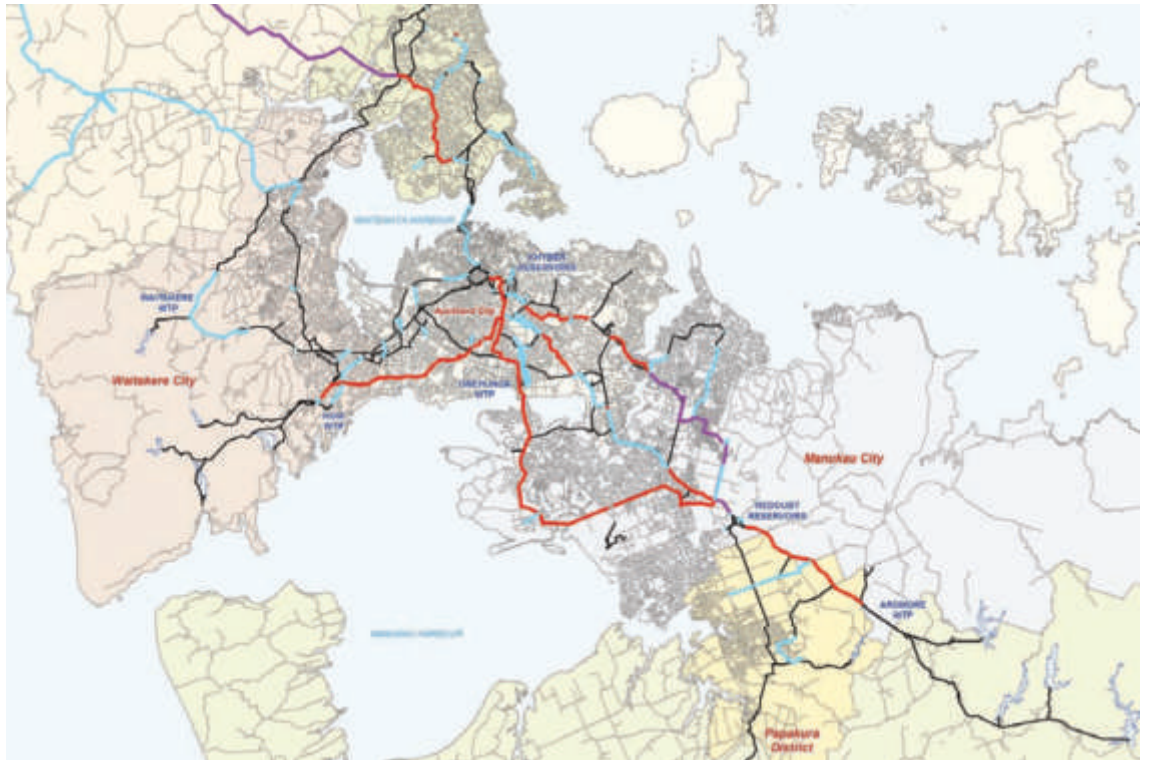 WAITEMATA HARBOUR
KHYBER
RESERVOIRS
WAITAKERE
WTP
Auckland City
Waitakere City
ONEHUNGA
WTP
HUIA
WTP
Manukau City
REDOUBT
RESERVOIRS
ARDMORE
WTP
MANUKAU HARBOUR
Papakura
District